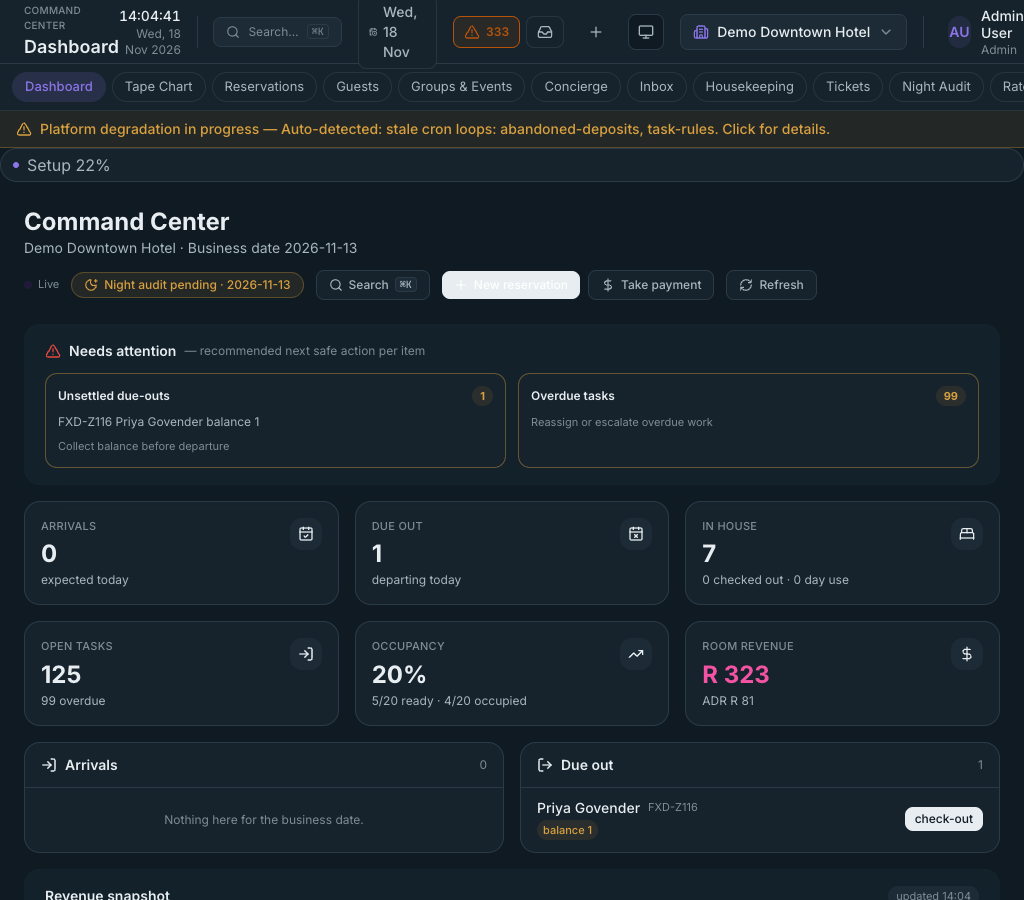 COMMAND CENTER
Dashboard
14:04:41
Wed, 18 Nov 2026
Search... ⌘K
Wed, 18 Nov
333
Demo Downtown Hotel
AU
Admin User
Admin
Dashboard Tape Chart Reservations Guests Groups & Events Concierge Inbox Housekeeping Tickets Night Audit
Platform degradation in progress — Auto-detected: stale cron loops: abandoned-deposits, task-rules. Click for details.
Setup 22%
Command Center
Demo Downtown Hotel · Business date 2026-11-13
Live
Night audit pending · 2026-11-13
Search ⌘K
New reservation
Take payment
Refresh
Needs attention — recommended next safe action per item
Unsettled due-outs 1
FXD-Z116 Priya Govender balance 1
Collect balance before departure
Overdue tasks 99
Reassign or escalate overdue work
ARRIVALS
0
expected today
DUE OUT
1
departing today
IN HOUSE
7
0 checked out · 0 day use
OPEN TASKS
125
99 overdue
OCCUPANCY
20%
5/20 ready · 4/20 occupied
ROOM REVENUE
R 323
ADR R 81
Arrivals 0
Nothing here for the business date.
Due out 1
Priya Govender FXD-Z116
balance 1
check-out
Revenue snapshot
updated 14:04